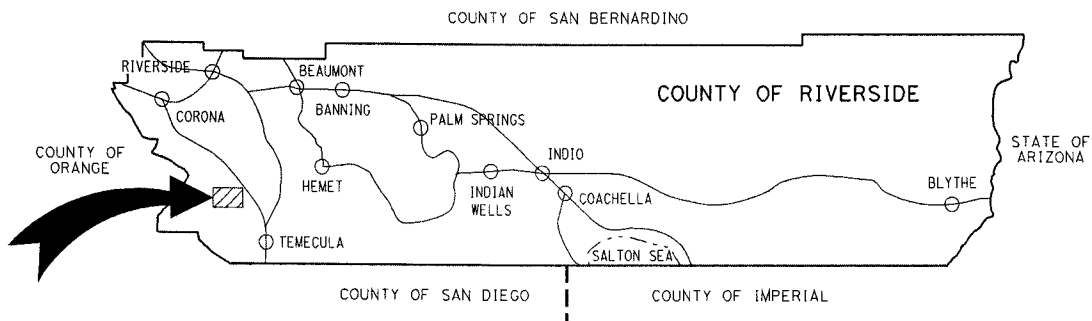 COUNTY OF SAN BERNARDINO
RIVERSIDE
BEAUMONT
COUNTY OF RIVERSIDE
CORONA
BANNING
PALM SPRINGS
COUNTY OF
ORANGE
STATE OF
ARIZONA
INDIO
HEMET
INDIAN
WELLS
COACHELLA
BLYTHE
TEMECULA
SALTON SEA
COUNTY OF SAN DIEGO
COUNTY OF IMPERIAL